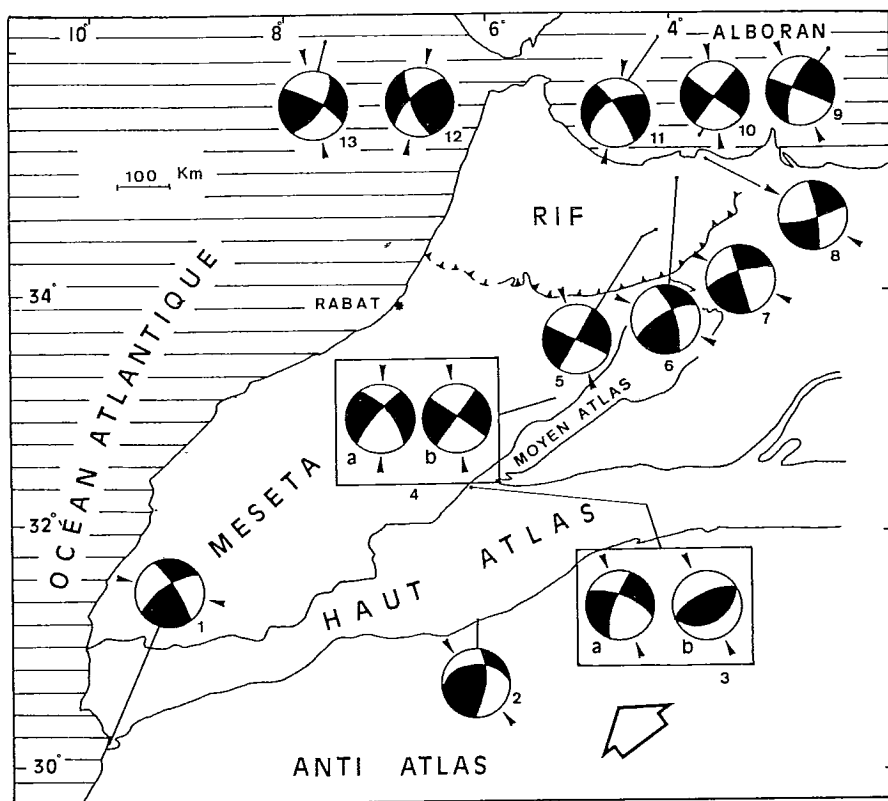 10°
8°
6°
4°
ALBORAN
13
12
11
10
9
100 Km
RIF
8
OCÉAN ATLANTIQUE
34°
RABAT
7
5
6
MOYEN ATLAS
a
b
4
MESETA
32°
HAUT ATLAS
1
a
b
3
2
30°
ANTI ATLAS